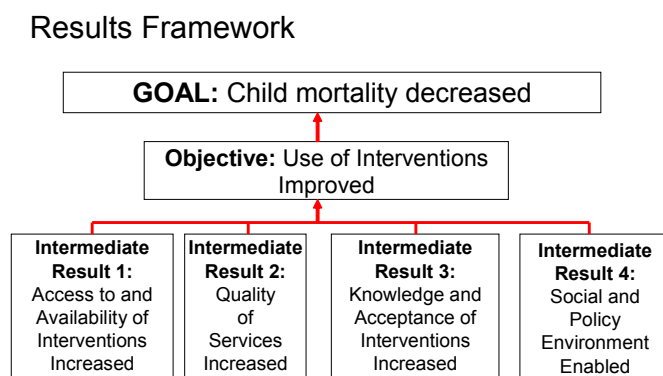 Results Framework
GOAL: Child mortality decreased
Objective: Use of Interventions
Improved
Intermediate
Result 1:
Access to and
Availability of
Interventions
Increased
Intermediate
Result 2:
Quality
of
Services
Increased
Intermediate
Result 3:
Knowledge and
Acceptance of
Interventions
Increased
Intermediate
Result 4:
Social and
Policy
Environment
Enabled